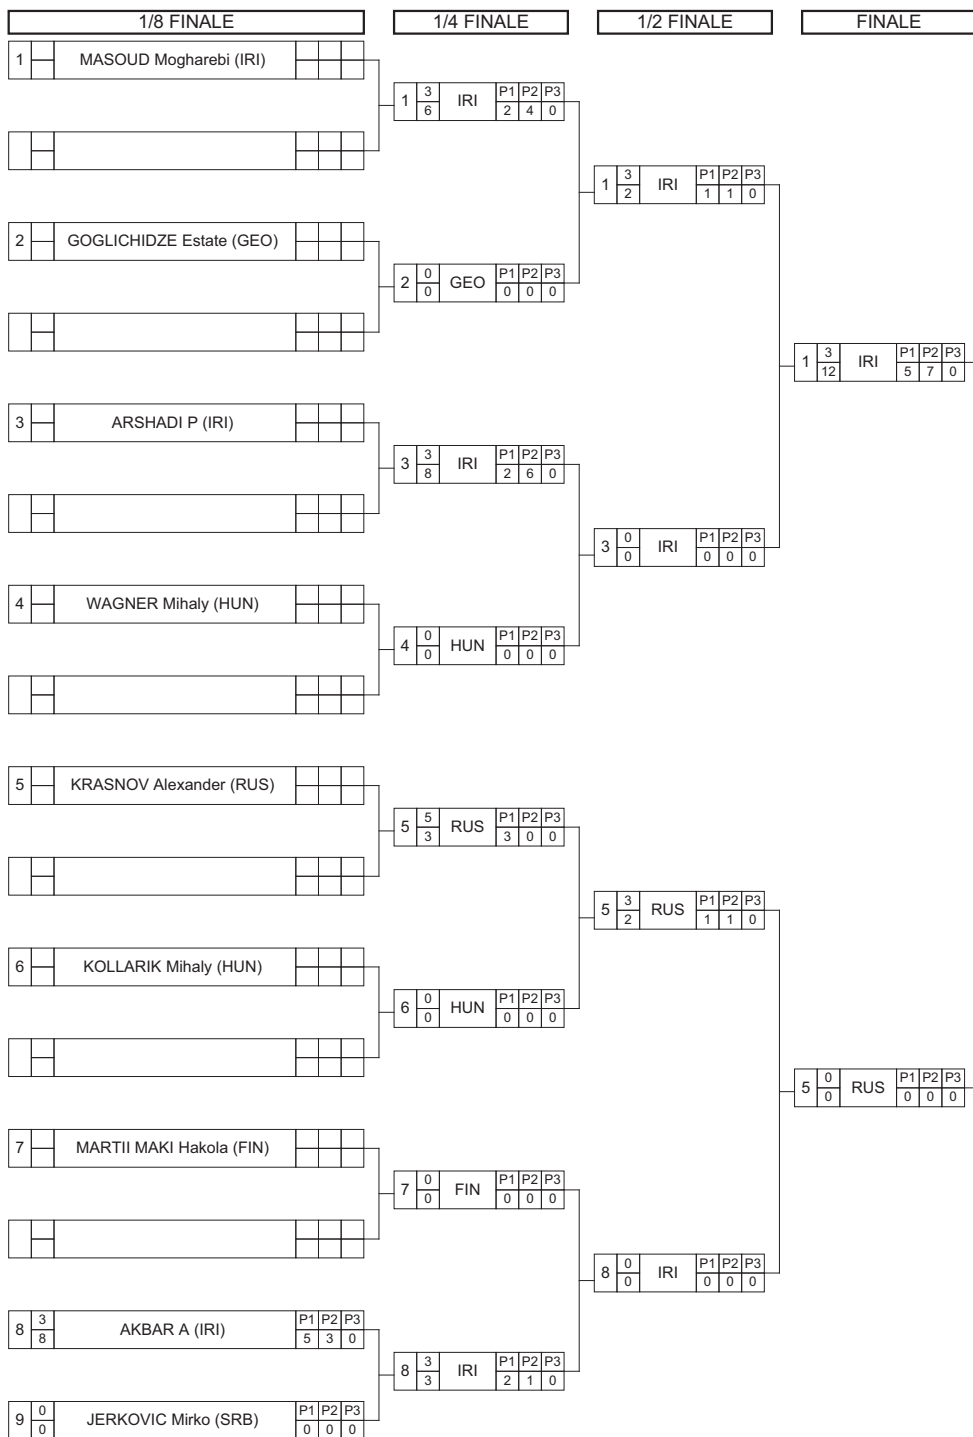 1/8 FINALE 1/4 FINALE 1/2 FINALE FINALE
1 MASOUD Mogharebi (IRI)
1 3 6 IRI P1 P2 P3 2 4 0
1 3 2 IRI P1 P2 P3 1 1 0
2 GOGLICHIDZE Estate (GEO)
2 0 0 GEO P1 P2 P3 0 0 0
1 3 12 IRI P1 P2 P3 5 7 0
3 ARSHADI P (IRI)
3 3 8 IRI P1 P2 P3 2 6 0
3 0 0 IRI P1 P2 P3 0 0 0
4 WAGNER Mihaly (HUN)
4 0 0 HUN P1 P2 P3 0 0 0
5 KRASNOV Alexander (RUS)
5 5 3 RUS P1 P2 P3 3 0 0
5 3 2 RUS P1 P2 P3 1 1 0
6 KOLLARIK Mihaly (HUN)
6 0 0 HUN P1 P2 P3 0 0 0
5 0 0 RUS P1 P2 P3 0 0 0
7 MARTII MAKI Hakola (FIN)
7 0 0 FIN P1 P2 P3 0 0 0
8 0 0 IRI P1 P2 P3 0 0 0
8 3 8 AKBAR A (IRI) P1 P2 P3 5 3 0
8 3 3 IRI P1 P2 P3 2 1 0
9 0 0 JERKOVIC Mirko (SRB) P1 P2 P3 0 0 0